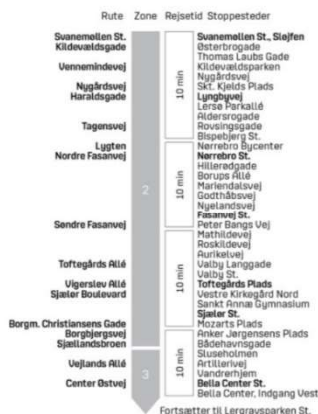 Rute Zone Rejsetid Stoppesteder
Svanemøllen St. Svanemøllen St., Sløjfen
Kildevældsgade Østerbrogade
Thomas Laubs Gade
Vennemindevej Kildevældsparken
Nygårdsvej
Nygårdsvej Skt. Kjelds Plads
Haraldsgade Lyngbyvej
10 min
Lersø Parkallé
Aldersrogade
Tagensvej Rovsingsgade
Bispebjerg St.
Lygten Nørrebro Bycenter
Nordre Fasanvej Nørrebro St.
Hillerødgade
Borups Allé
2
10 min
Mariendalsvej
Godthåbsvej
Nyelandsvej
Fasanvej St.
Søndre Fasanvej Peter Bangs Vej
Mathildevej
Roskildevej
Aurikelvej
Toftegårds Allé Valby Langgade
10 min
Valby St.
Toftegårds Plads
Vigerslev Allé Vestre Kirkegård Nord
Sjælør Boulevard Sankt Annæ Gymnasium
Sjælør St.
Borgm. Christiansens Gade Mozarts Plads
Borgbjergsvej Anker Jørgensens Plads
Sjællandsbroen Bådehavnsgade
Sluseholmen
3
10 min
Vejlands Allé Artillerivej
Vandrerhjem
Center Østvej Bella Center St.
Bella Center, Indgang Vest
Fortsætter til Lergravsparken St.